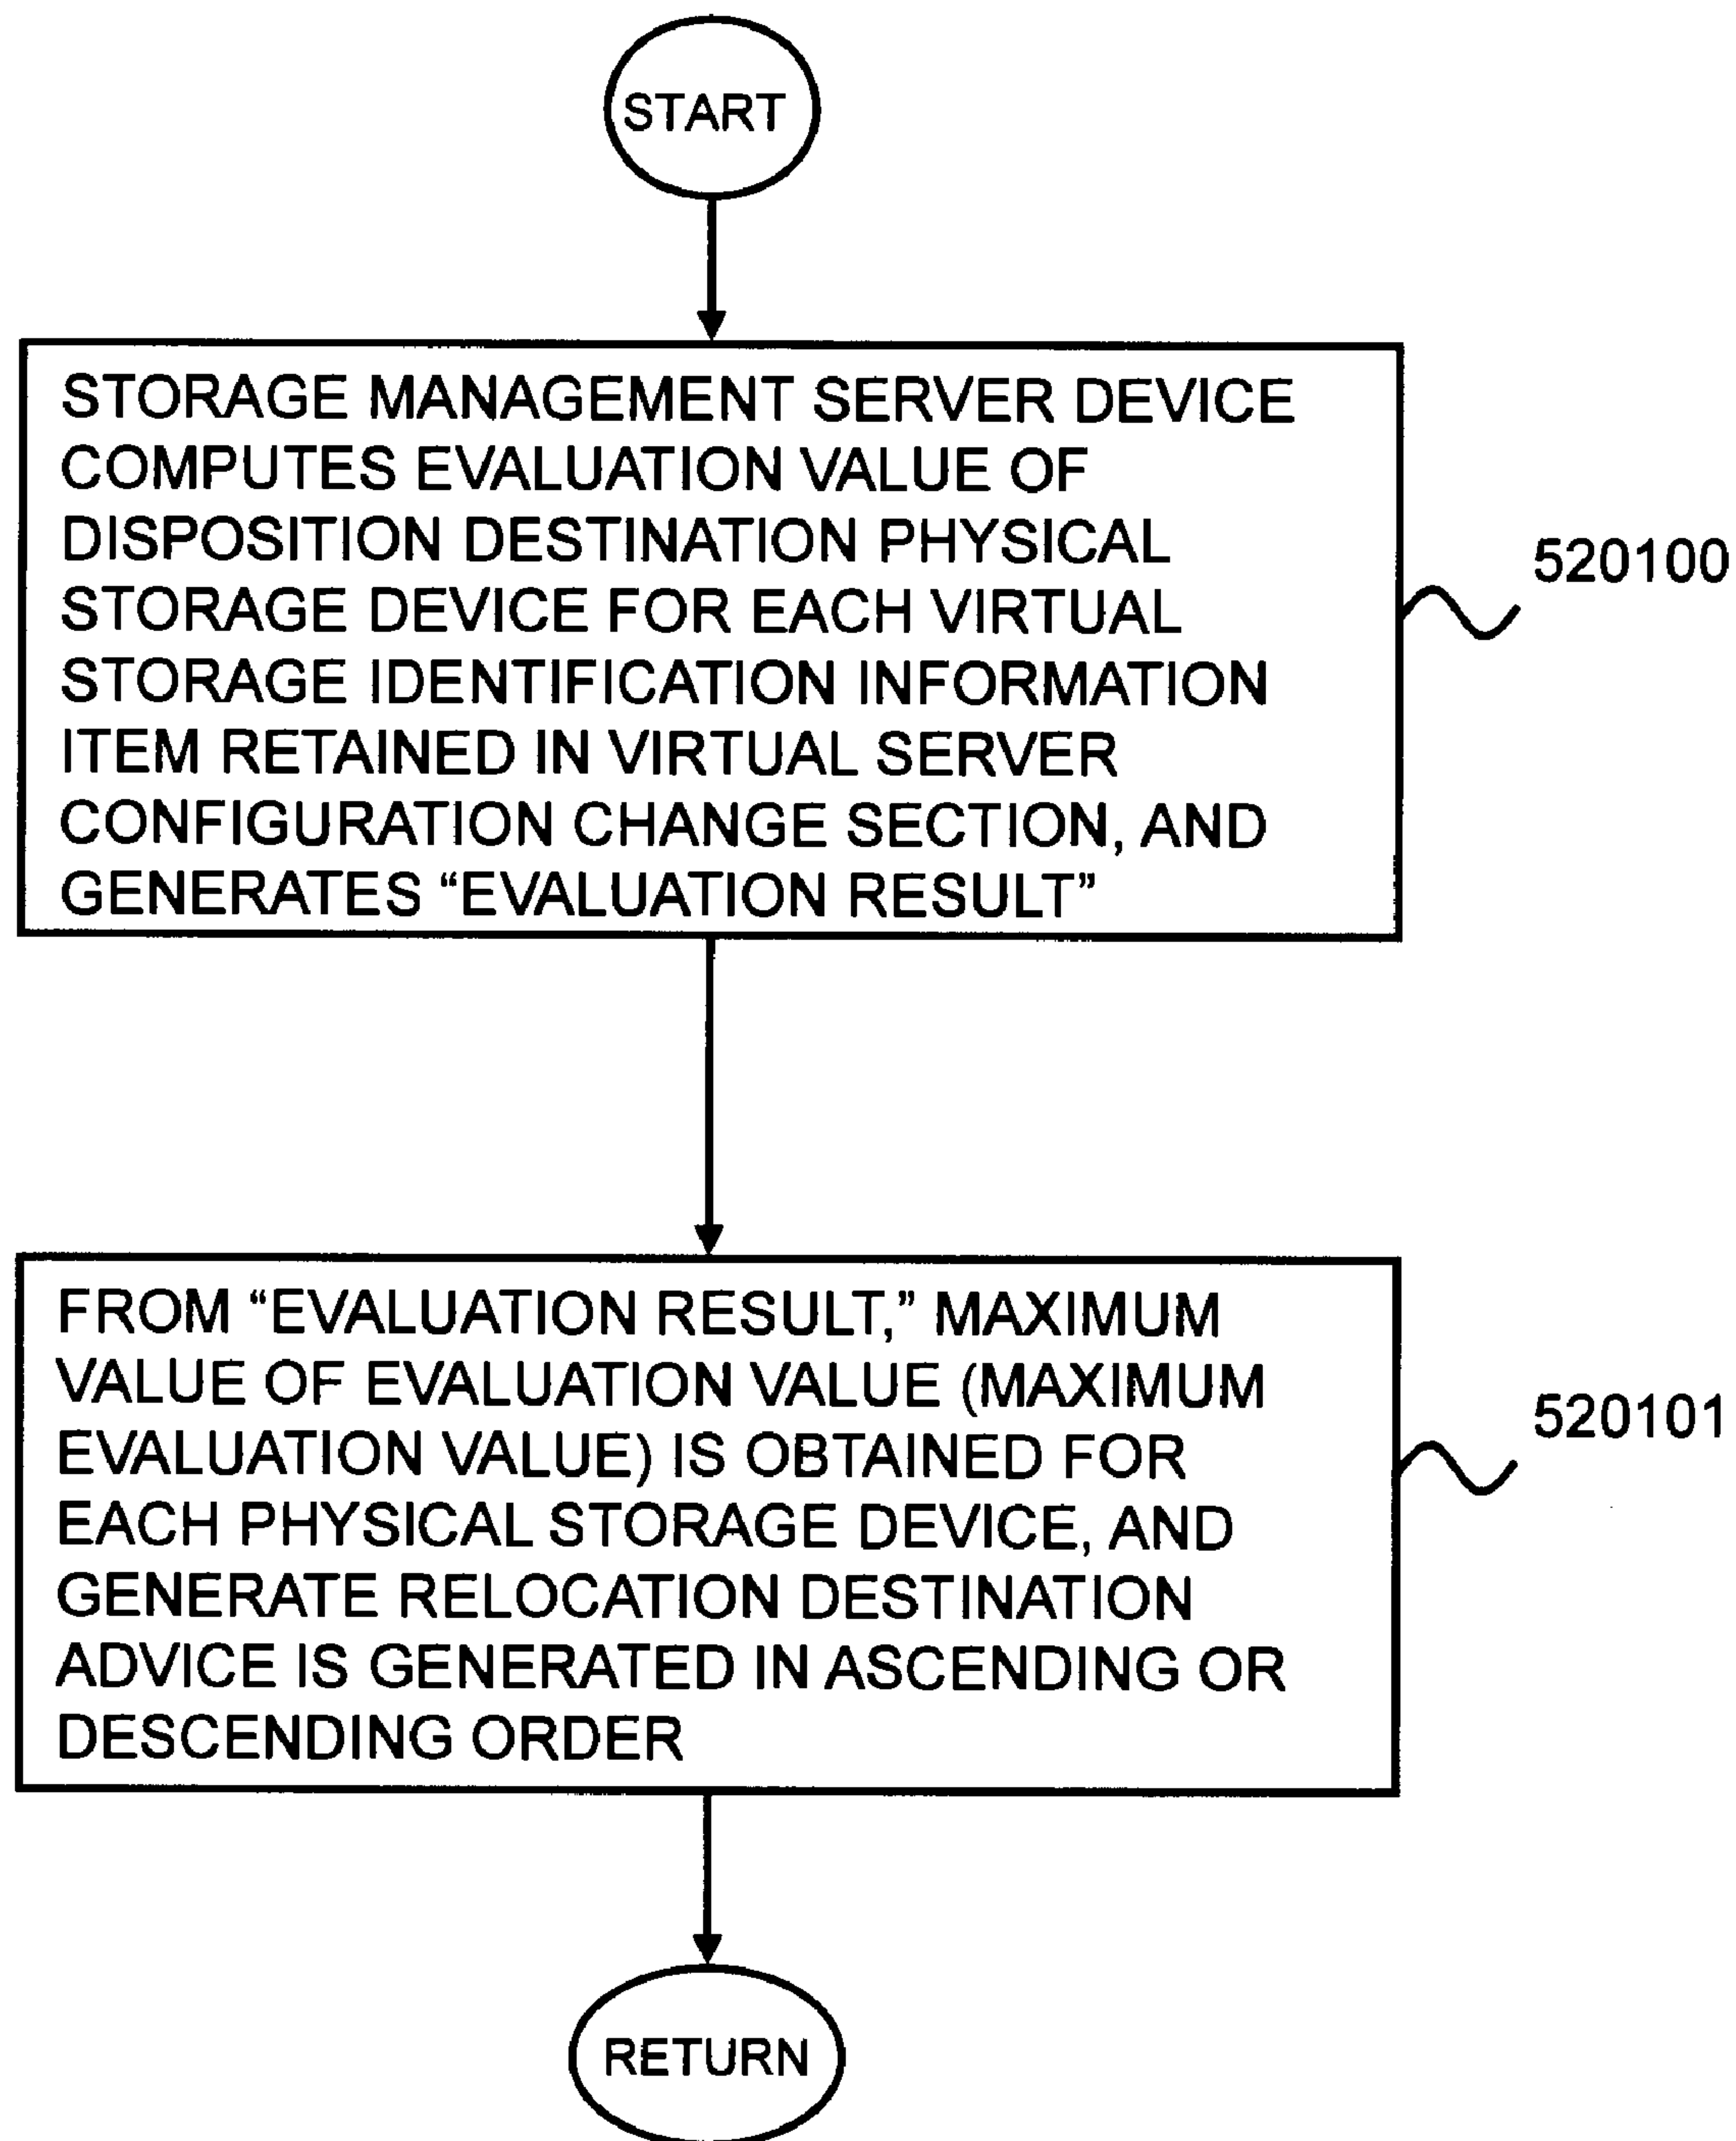 START
STORAGE MANAGEMENT SERVER DEVICE
COMPUTES EVALUATION VALUE OF
DISPOSITION DESTINATION PHYSICAL
STORAGE DEVICE FOR EACH VIRTUAL
STORAGE IDENTIFICATION INFORMATION
ITEM RETAINED IN VIRTUAL SERVER
CONFIGURATION CHANGE SECTION, AND
GENERATES “EVALUATION RESULT”
520100
FROM “EVALUATION RESULT,” MAXIMUM
VALUE OF EVALUATION VALUE (MAXIMUM
EVALUATION VALUE) IS OBTAINED FOR
EACH PHYSICAL STORAGE DEVICE, AND
GENERATE RELOCATION DESTINATION
ADVICE IS GENERATED IN ASCENDING OR
DESCENDING ORDER
520101
RETURN